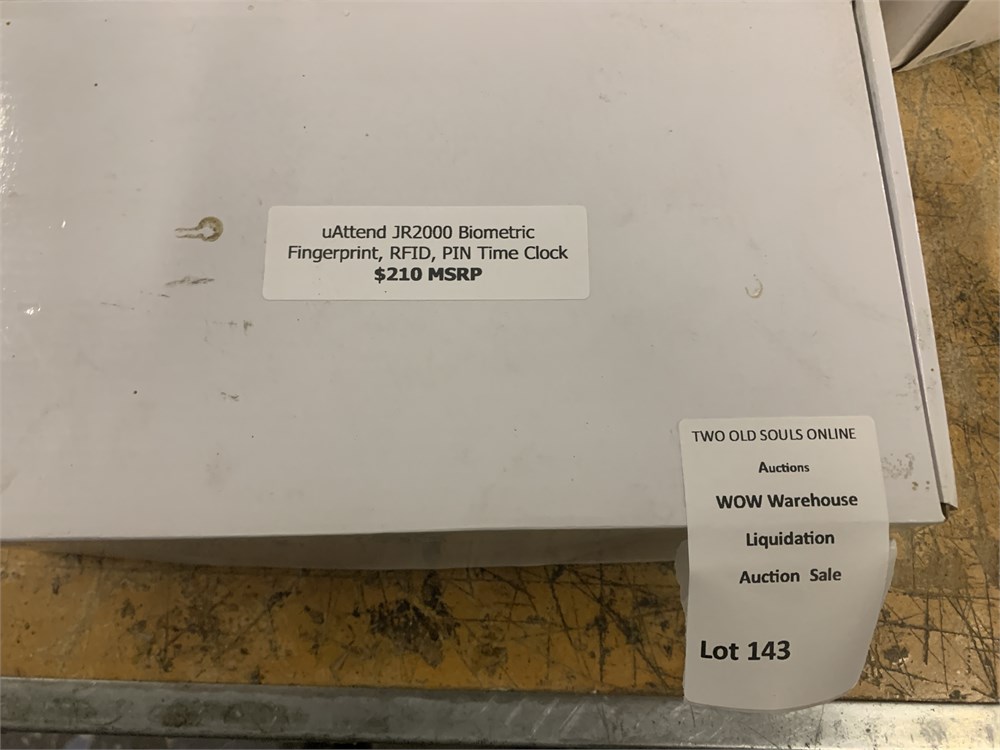 uAttend JR2000 Biometric
Fingerprint, RFID, PIN Time Clock
$210 MSRP
TWO OLD SOULS ONLINE
Auctions
WOW Warehouse
Liquidation
Auction Sale
Lot 143